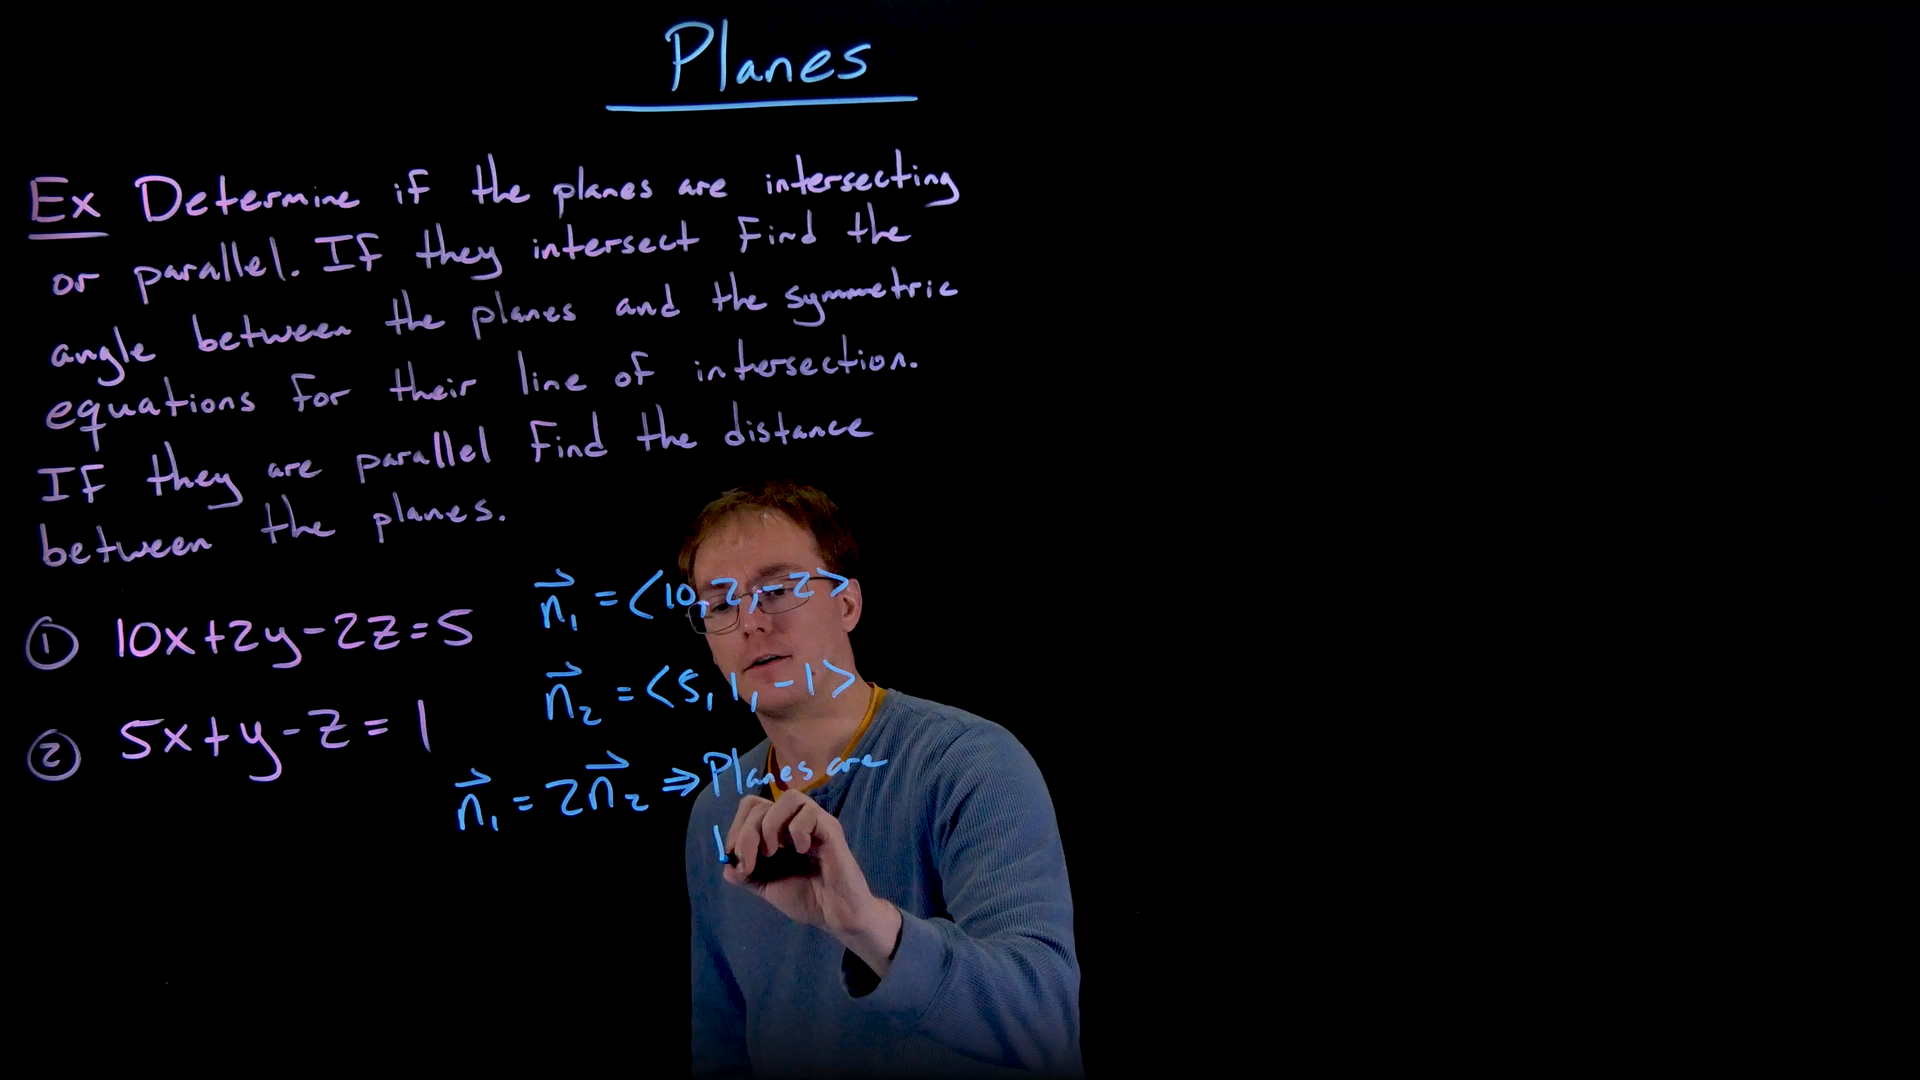 Planes
Ex Determine if the planes are intersecting
or parallel. If they intersect find the
angle between the planes and the symmetric
equations for their line of intersection.
If they are parallel find the distance
between the planes.
① 10x+2y-2z=5
② 5x+y-z=1
n⃗₁ = ⟨10,2,-2⟩
n⃗₂ = ⟨5,1,-1⟩
n⃗₁ = 2n⃗₂ ⇒ Planes are